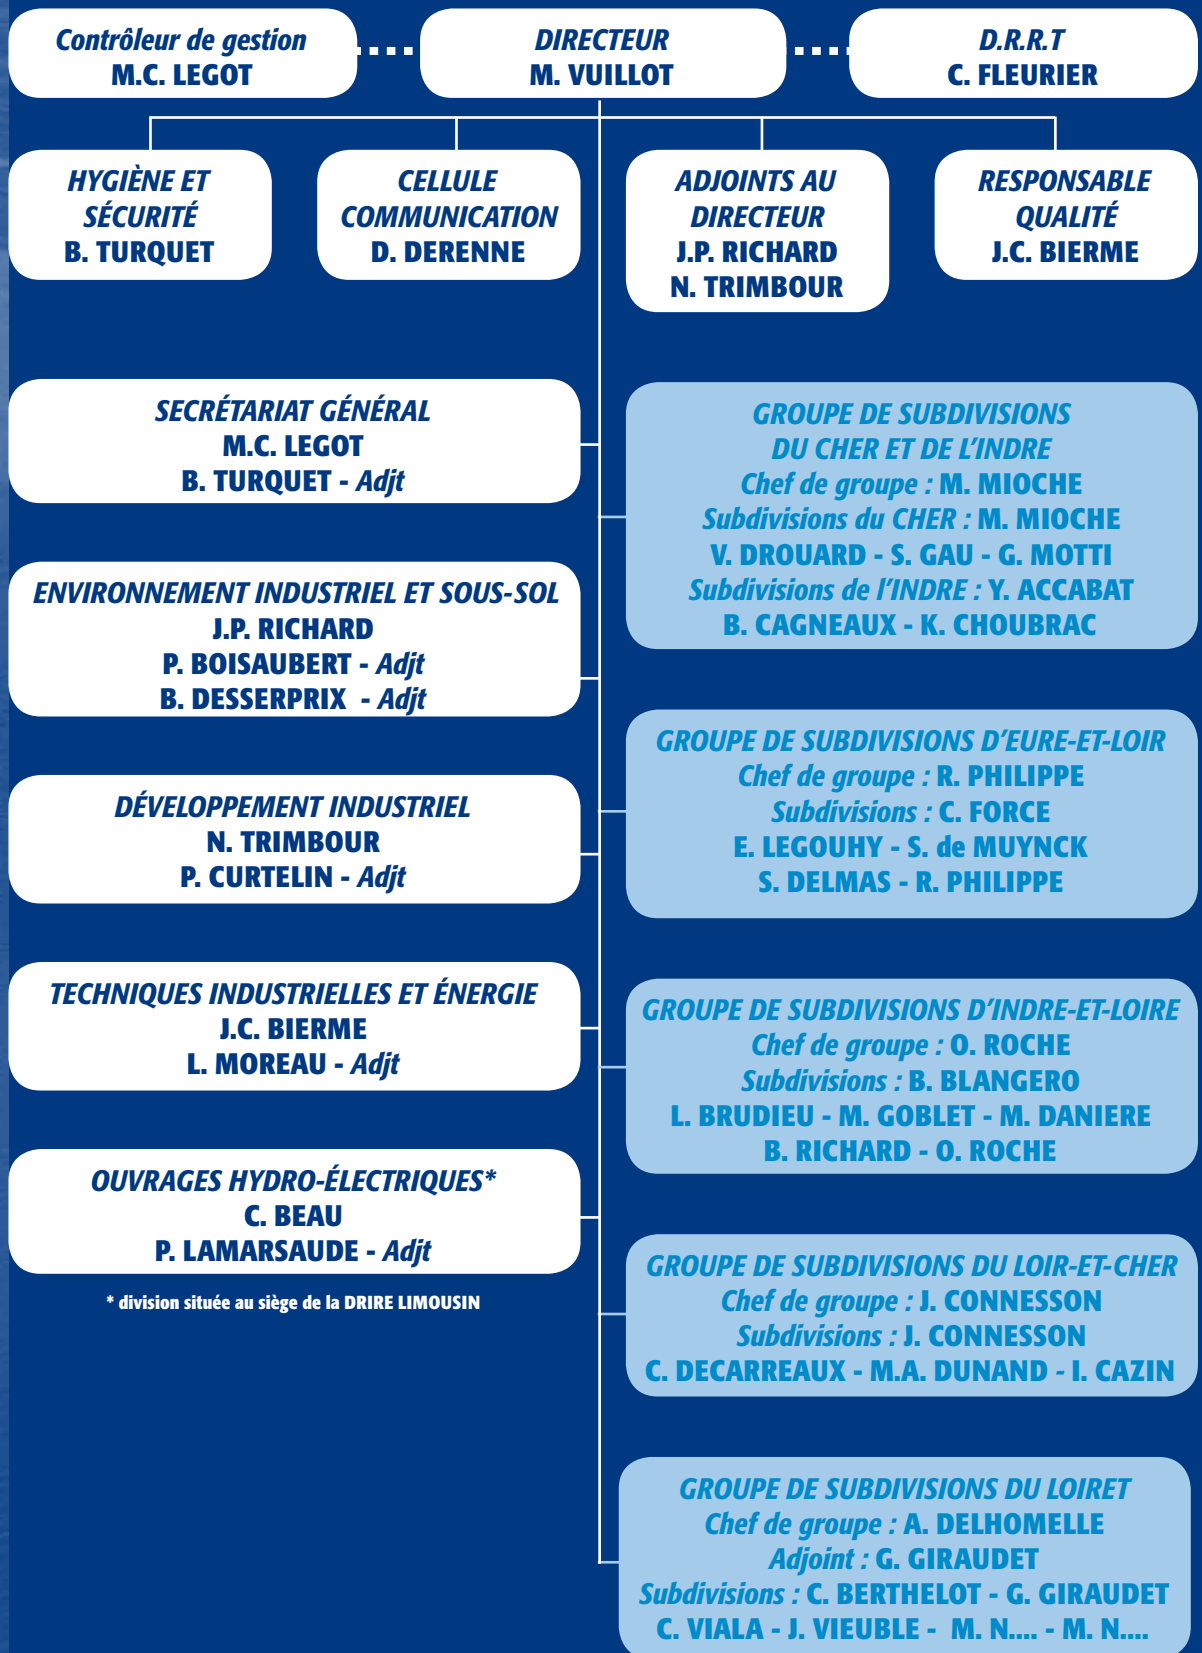 Contrôleur de gestion
M.C. LEGOT
DIRECTEUR
M. VUILLOT
D.R.R.T
C. FLEURIER
HYGIÈNE ET
SÉCURITÉ
B. TURQUET
CELLULE
COMMUNICATION
D. DERENNE
ADJOINTS AU
DIRECTEUR
J.P. RICHARD
N. TRIMBOUR
RESPONSABLE
QUALITÉ
J.C. BIERME
SECRÉTARIAT GÉNÉRAL
M.C. LEGOT
B. TURQUET - Adjt
ENVIRONNEMENT INDUSTRIEL ET SOUS-SOL
J.P. RICHARD
P. BOISAUBERT - Adjt
B. DESSERPRIX - Adjt
DÉVELOPPEMENT INDUSTRIEL
N. TRIMBOUR
P. CURTELIN - Adjt
TECHNIQUES INDUSTRIELLES ET ÉNERGIE
J.C. BIERME
L. MOREAU - Adjt
OUVRAGES HYDRO-ÉLECTRIQUES*
C. BEAU
P. LAMARSAUDE - Adjt
* division située au siège de la DRIRE LIMOUSIN
GROUPE DE SUBDIVISIONS
DU CHER ET DE L'INDRE
Chef de groupe : M. MIOCHE
Subdivisions du CHER : M. MIOCHE
V. DROUARD - S. GAU - G. MOTTI
Subdivisions de l'INDRE : Y. ACCABAT
B. CAGNEAUX - K. CHOUBRAC
GROUPE DE SUBDIVISIONS D'EURE-ET-LOIR
Chef de groupe : R. PHILIPPE
Subdivisions : C. FORCE
E. LEGOUHY - S. de MUYNCK
S. DELMAS - R. PHILIPPE
GROUPE DE SUBDIVISIONS D'INDRE-ET-LOIRE
Chef de groupe : O. ROCHE
Subdivisions : B. BLANGERO
L. BRUDIEU - M. GOBLET - M. DANIERE
B. RICHARD - O. ROCHE
GROUPE DE SUBDIVISIONS DU LOIR-ET-CHER
Chef de groupe : J. CONNESSON
Subdivisions : J. CONNESSON
C. DECARREAUX - M.A. DUNAND - I. CAZIN
GROUPE DE SUBDIVISIONS DU LOIRET
Chef de groupe : A. DELHOMELLE
Adjoint : G. GIRAUDET
Subdivisions : C. BERTHELOT - G. GIRAUDET
C. VIALA - J. VIEUBLE - M. N.... - M. N....